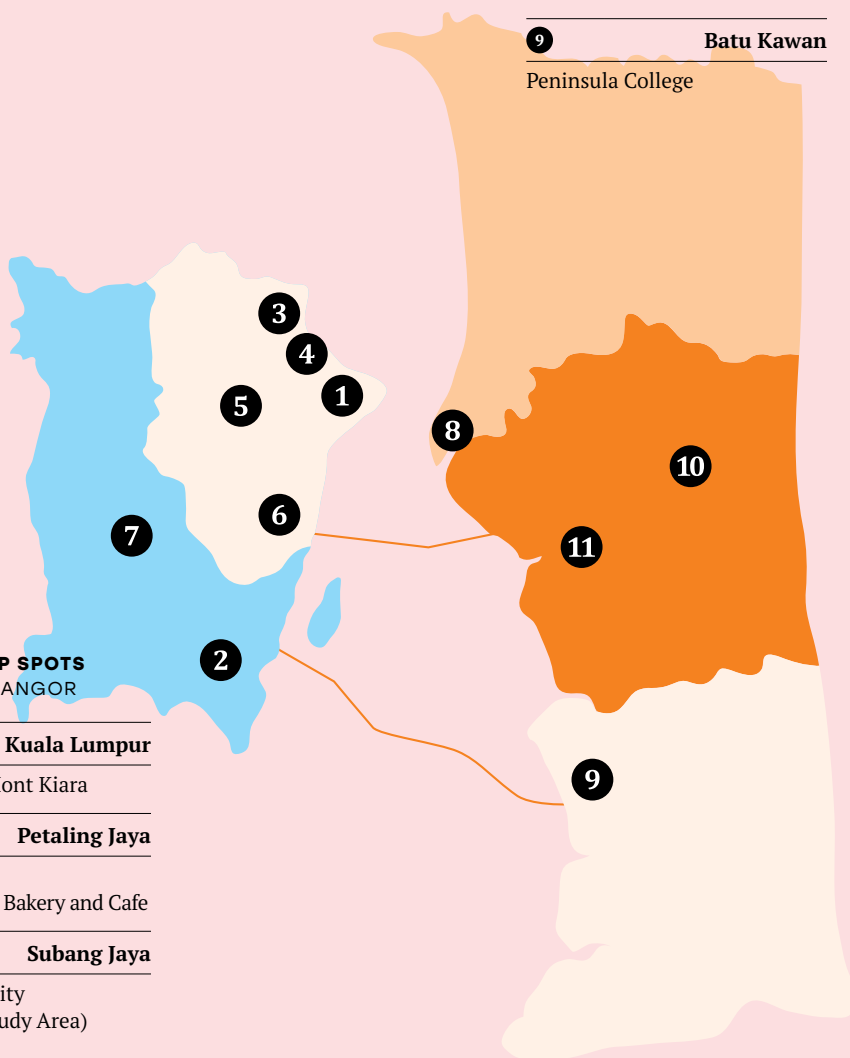 9 Batu Kawan
Peninsula College
3
4
1
5
8
10
6
7
11
2
9
P SPOTS
ANGOR
Kuala Lumpur
ont Kiara
Petaling Jaya
Bakery and Cafe
Subang Jaya
ity
udy Area)